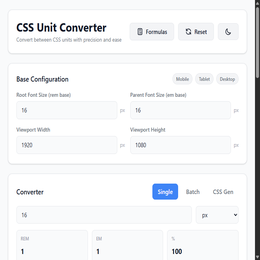 CSS Unit Converter
Convert between CSS units with precision and ease
Formulas
Reset
Base Configuration
Mobile
Tablet
Desktop
Root Font Size (rem base)
Parent Font Size (em base)
16
px
16
px
Viewport Width
Viewport Height
1920
px
1080
px
Converter
Single
Batch
CSS Gen
16
px
REM
EM
%
1
1
100